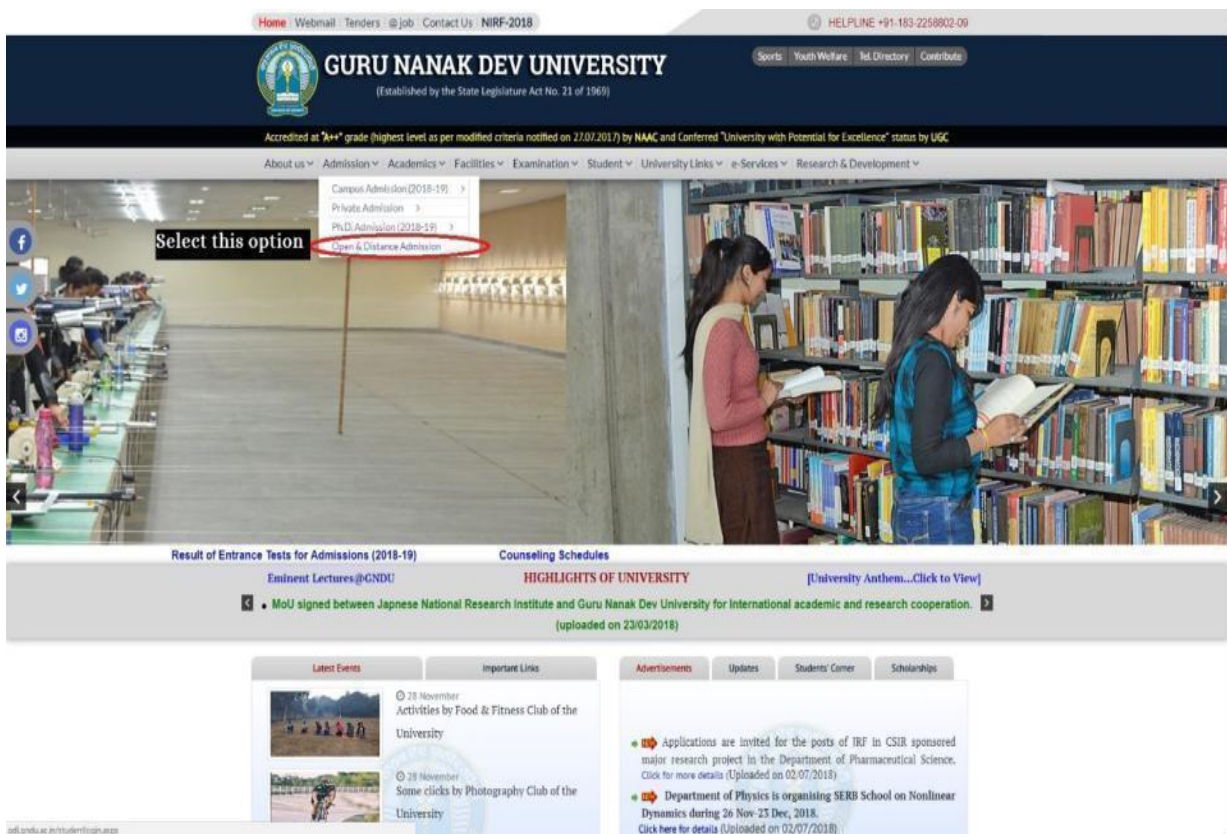 Home Webmail Tenders @job Contact Us NIRF-2018
HELPLINE +91-183-2258802-09
GURU NANAK DEV UNIVERSITY
(Established by the State Legislature Act No. 21 of 1969)
Sports Youth Welfare Tel. Directory Contribute
Accredited at "A++" grade (highest level as per modified criteria notified on 27.07.2017) by NAAC and Conferred "University with Potential for Excellence" status by UGC
About us Admission Academics Facilities Examination Student University Links e-Services Research & Development
Campus Admission (2018-19) >
Private Admission >
Ph.D. Admission (2018-19) >
Open & Distance Admission
Select this option
Result of Entrance Tests for Admissions (2018-19) Counseling Schedules
Eminent Lectures@GNDU HIGHLIGHTS OF UNIVERSITY [University Anthem...Click to View]
• MoU signed between Japnese National Research Institute and Guru Nanak Dev University for International academic and research cooperation.
(uploaded on 23/03/2018)
Latest Events Important Links
28 November
Activities by Food & Fitness Club of the
University
28 November
Some clicks by Photography Club of the
University
Advertisements Updates Students' Corner Scholarships
Applications are invited for the posts of JRF in CSIR sponsored
major research project in the Department of Pharmaceutical Science.
Click for more details (Uploaded on 02/07/2018)
Department of Physics is organising SERB School on Nonlinear
Dynamics during 26 Nov-23 Dec, 2018.
Click here for details (Uploaded on 02/07/2018)